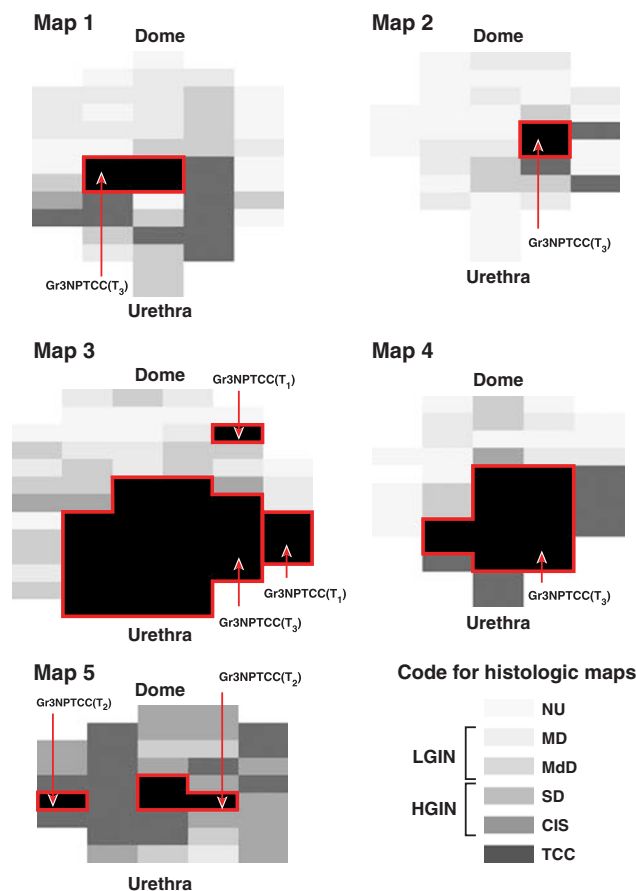 Map 1
Dome
Gr3NPTCC(T3)
Urethra
Map 2
Dome
Gr3NPTCC(T3)
Urethra
Map 3
Dome
Gr3NPTCC(T1)
Gr3NPTCC(T1)
Gr3NPTCC(T3)
Urethra
Map 4
Dome
Gr3NPTCC(T3)
Urethra
Map 5
Gr3NPTCC(T2)
Dome
Gr3NPTCC(T2)
Urethra
Code for histologic maps
NU
LGIN
MD
MdD
HGIN
SD
CIS
TCC